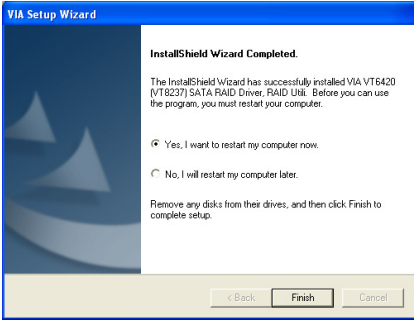 VIA Setup Wizard
InstallShield Wizard Completed.
The InstallShield Wizard has successfully installed VIA VT6420
(VT8237) SATA RAID Driver, RAID Utili. Before you can use
the program, you must restart your computer.
Yes, I want to restart my computer now.
No, I will restart my computer later.
Remove any disks from their drives, and then click Finish to
complete setup.
< Back Finish Cancel